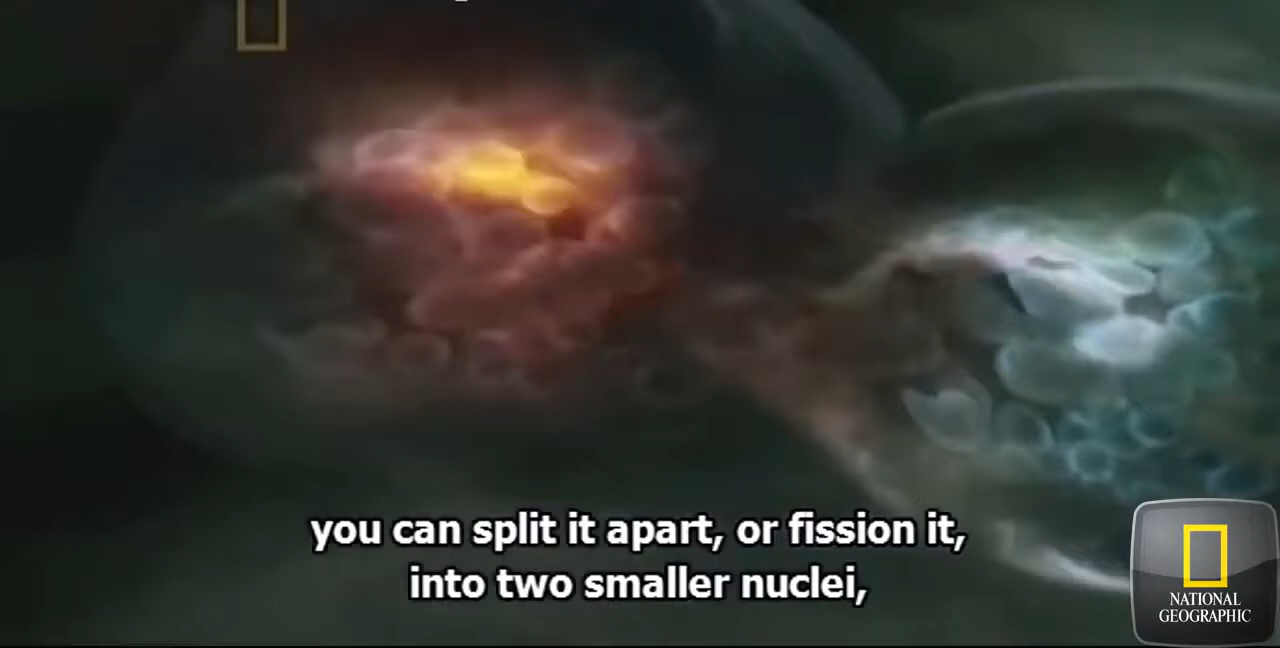 you can split it apart, or fission it,
into two smaller nuclei,
NATIONAL
GEOGRAPHIC